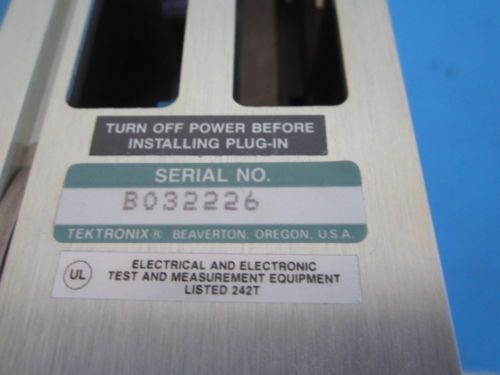 TURN OFF POWER BEFORE
INSTALLING PLUG-IN
SERIAL NO.
B032226
TEKTRONIX® BEAVERTON, OREGON, U.S.A.
UL
ELECTRICAL AND ELECTRONIC
TEST AND MEASUREMENT EQUIPMENT
LISTED 242T